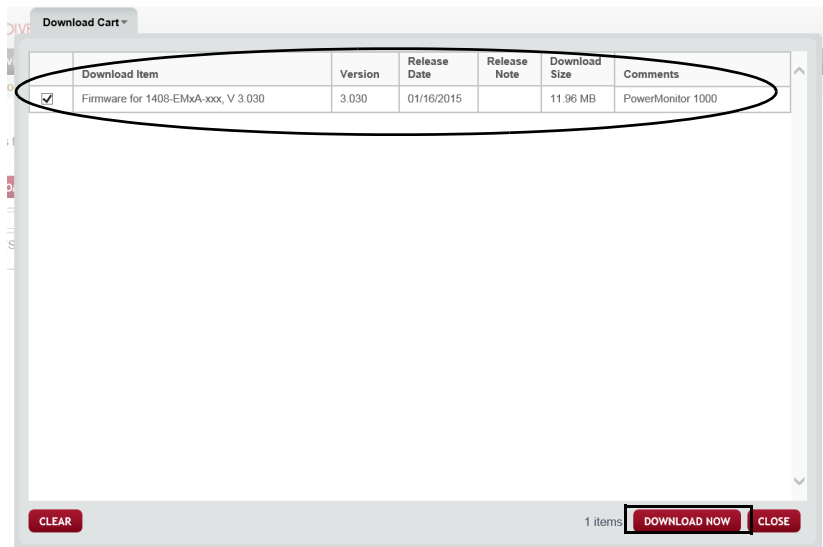 Download Cart
Download Item Version Release Date Release Note Download Size Comments
Firmware for 1408-EMxA-xxx, V 3.030 3.030 01/16/2015 11.96 MB PowerMonitor 1000
CLEAR 1 items DOWNLOAD NOW CLOSE